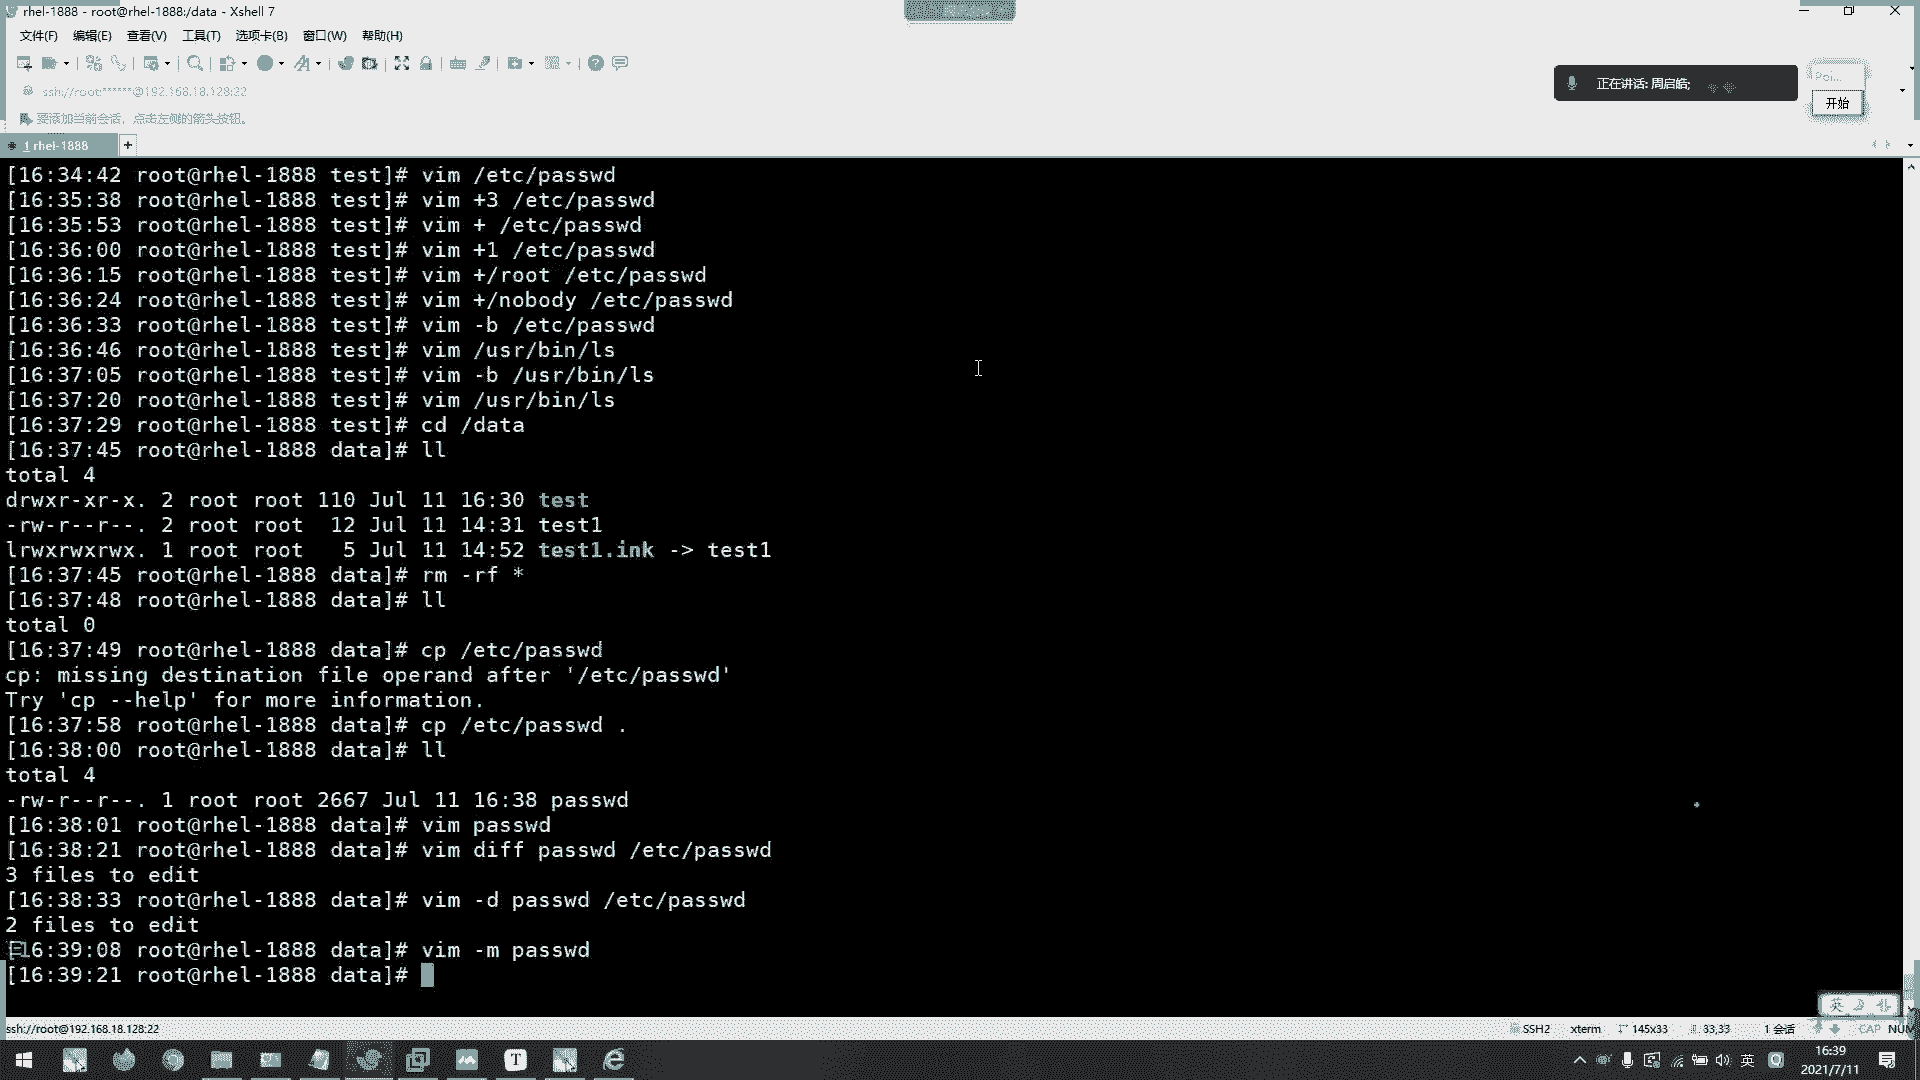 rhel-1888 - root@rhel-1888:/data - Xshell 7
文件(F) 编辑(E) 查看(V) 工具(T) 选项卡(B) 窗口(W) 帮助(H)
ssh://root:******@192.168.18.128:22
正在讲话: 周启皓;
Poi...
开始
要添加当前会话，点击左侧的箭头按钮。
1 rhel-1888
[16:34:42 root@rhel-1888 test]# vim /etc/passwd
[16:35:38 root@rhel-1888 test]# vim +3 /etc/passwd
[16:35:53 root@rhel-1888 test]# vim + /etc/passwd
[16:36:00 root@rhel-1888 test]# vim +1 /etc/passwd
[16:36:15 root@rhel-1888 test]# vim +/root /etc/passwd
[16:36:24 root@rhel-1888 test]# vim +/nobody /etc/passwd
[16:36:33 root@rhel-1888 test]# vim -b /etc/passwd
[16:36:46 root@rhel-1888 test]# vim /usr/bin/ls
[16:37:05 root@rhel-1888 test]# vim -b /usr/bin/ls
[16:37:20 root@rhel-1888 test]# vim /usr/bin/ls
[16:37:29 root@rhel-1888 test]# cd /data
[16:37:45 root@rhel-1888 data]# ll
total 4
drwxr-xr-x. 2 root root 110 Jul 11 16:30 test
-rw-r--r--. 2 root root  12 Jul 11 14:31 test1
lrwxrwxrwx. 1 root root   5 Jul 11 14:52 test1.ink -> test1
[16:37:45 root@rhel-1888 data]# rm -rf *
[16:37:48 root@rhel-1888 data]# ll
total 0
[16:37:49 root@rhel-1888 data]# cp /etc/passwd
cp: missing destination file operand after '/etc/passwd'
Try 'cp --help' for more information.
[16:37:58 root@rhel-1888 data]# cp /etc/passwd .
[16:38:00 root@rhel-1888 data]# ll
total 4
-rw-r--r--. 1 root root 2667 Jul 11 16:38 passwd
[16:38:01 root@rhel-1888 data]# vim passwd
[16:38:21 root@rhel-1888 data]# vim diff passwd /etc/passwd
3 files to edit
[16:38:33 root@rhel-1888 data]# vim -d passwd /etc/passwd
2 files to edit
16:39:08 root@rhel-1888 data]# vim -m passwd
[16:39:21 root@rhel-1888 data]#
英
ssh://root@192.168.18.128:22 SSH2 xterm 145x33 33,33 1 会话 CAP NUM
英 16:39
2021/7/11